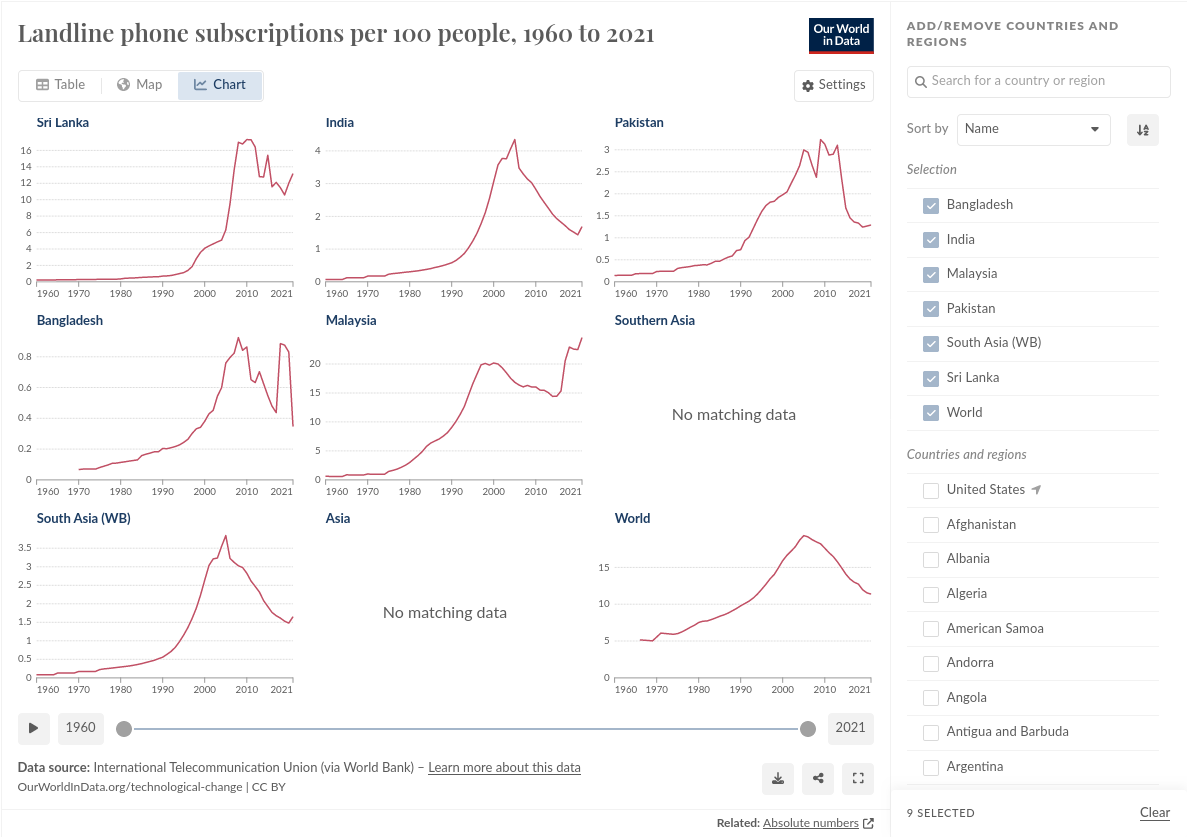 Landline phone subscriptions per 100 people, 1960 to 2021
Our World
in Data
Table
Map
Chart
Settings
Sri Lanka
16
14
12
10
8
6
4
2
0
1960 1970 1980 1990 2000 2010 2021
India
4
3
2
1
0
1960 1970 1980 1990 2000 2010 2021
Pakistan
3
2.5
2
1.5
1
0.5
0
1960 1970 1980 1990 2000 2010 2021
Bangladesh
0.8
0.6
0.4
0.2
0
1960 1970 1980 1990 2000 2010 2021
Malaysia
20
15
10
5
0
1960 1970 1980 1990 2000 2010 2021
Southern Asia
No matching data
South Asia (WB)
3.5
3
2.5
2
1.5
1
0.5
0
1960 1970 1980 1990 2000 2010 2021
Asia
No matching data
World
15
10
5
0
1960 1970 1980 1990 2000 2010 2021
1960
2021
Data source: International Telecommunication Union (via World Bank) – Learn more about this data
OurWorldInData.org/technological-change | CC BY
Related: Absolute numbers
ADD/REMOVE COUNTRIES AND
REGIONS
Search for a country or region
Sort by
Name
Selection
Bangladesh
India
Malaysia
Pakistan
South Asia (WB)
Sri Lanka
World
Countries and regions
United States
Afghanistan
Albania
Algeria
American Samoa
Andorra
Angola
Antigua and Barbuda
Argentina
9 SELECTED
Clear